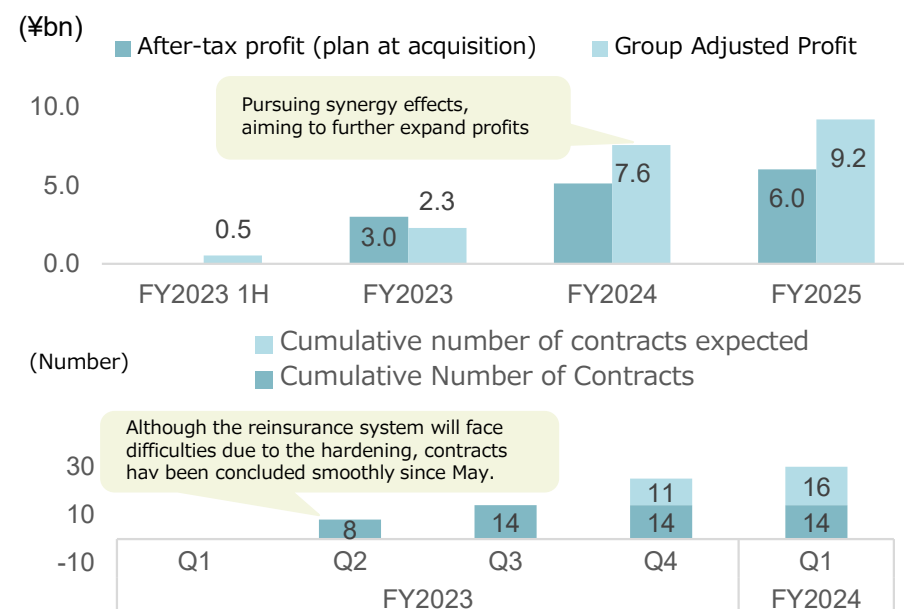 (¥bn)
After-tax profit (plan at acquisition)
Group Adjusted Profit
Pursuing synergy effects,
aiming to further expand profits
10.0
5.0
0.0
0.5
3.0
2.3
7.6
6.0
9.2
FY2023 1H
FY2023
FY2024
FY2025
(Number)
Cumulative number of contracts expected
Cumulative Number of Contracts
Although the reinsurance system will face
difficulties due to the hardening, contracts
hav been concluded smoothly since May.
30
10
-10
8
14
11
14
16
14
Q1
Q2
Q3
Q4
Q1
FY2023
FY2024